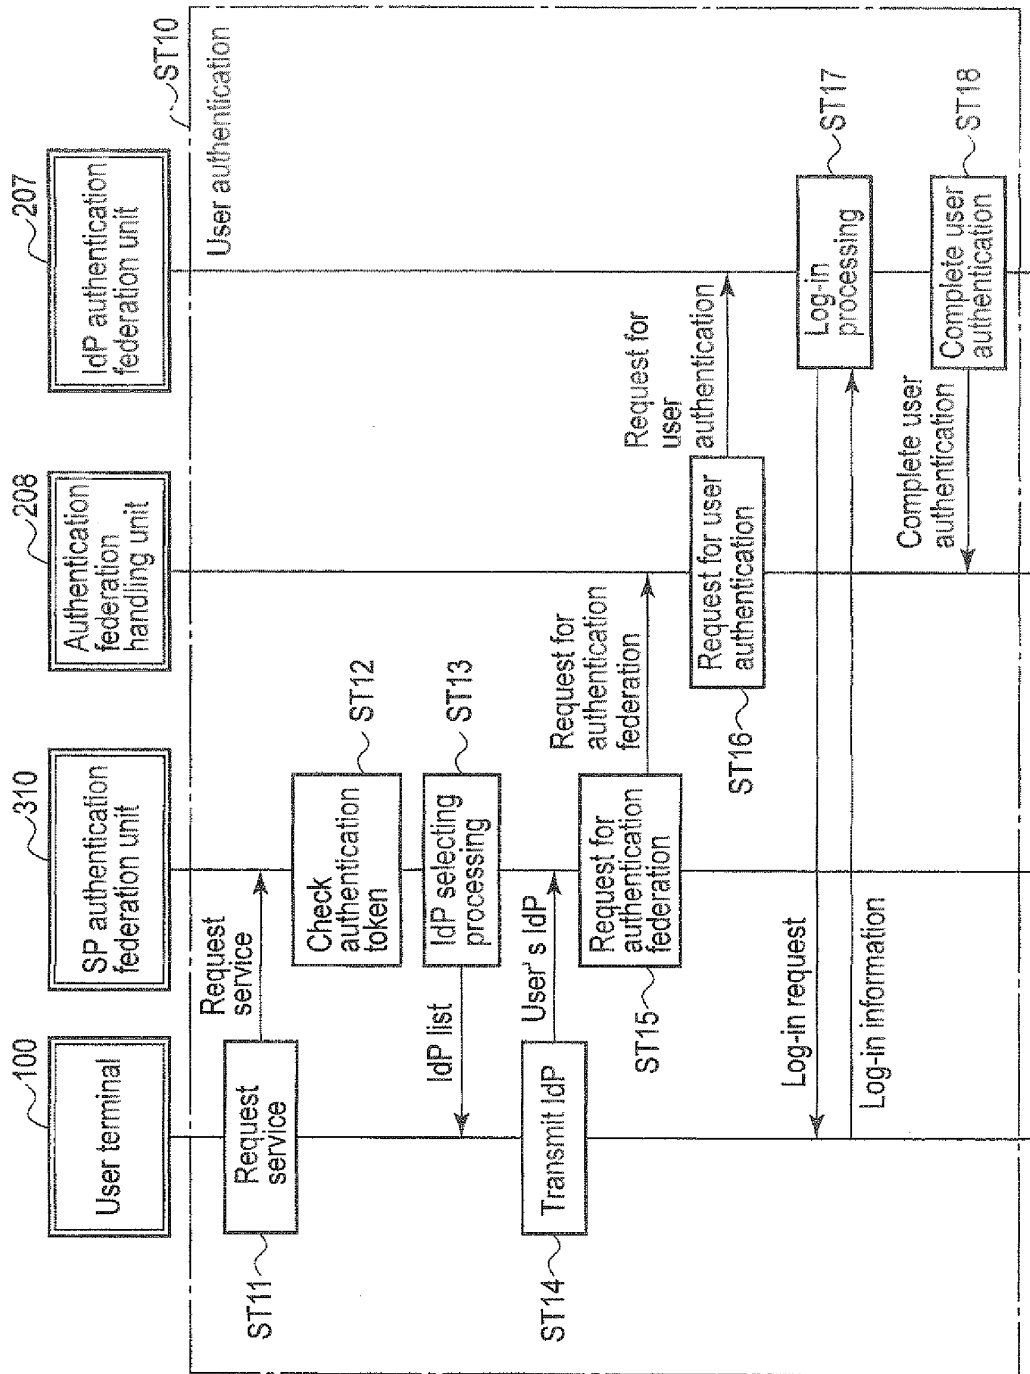 100
User terminal
310
SP authentication
federation unit
208
Authentication
federation
handling unit
207
IdP authentication
federation unit
ST10
User authentication
ST11
Request
service
Request
service
Check
authentication
token
ST12
IdP selecting
processing
ST13
IdP list
ST14
Transmit IdP
User's IdP
Request for
authentication
federation
ST15
Request for
authentication
federation
Request for user
authentication
ST16
Request for
user
authentication
Log-in
processing
ST17
Log-in request
Log-in information
Complete user
authentication
ST18
Complete user
authentication